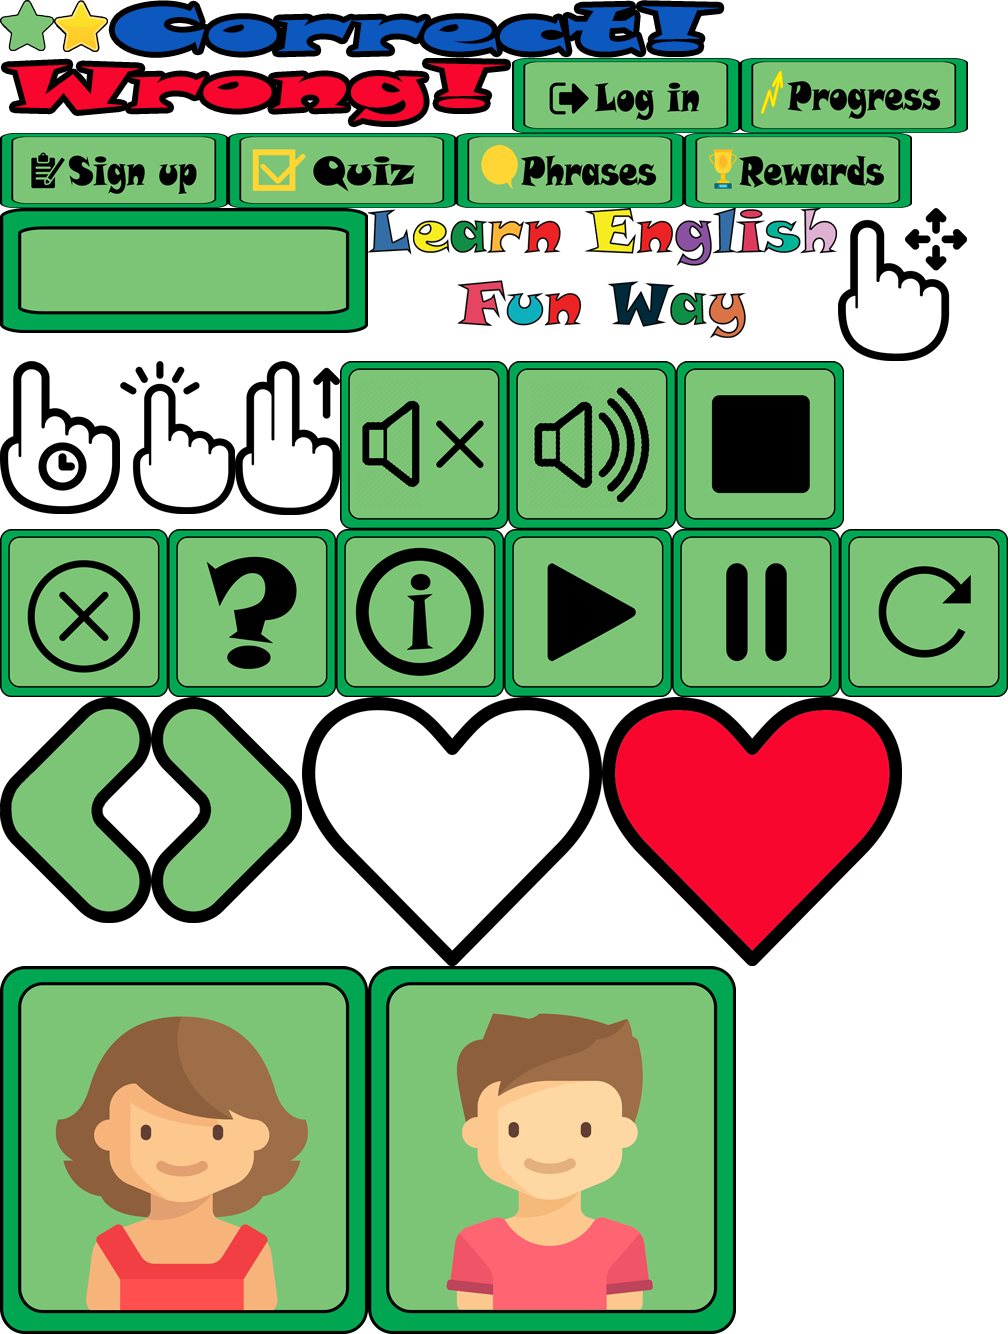 Correct!
Wrong!
Log in
Progress
Sign up
Quiz
Phrases
Rewards
Learn English
Fun Way
?
i